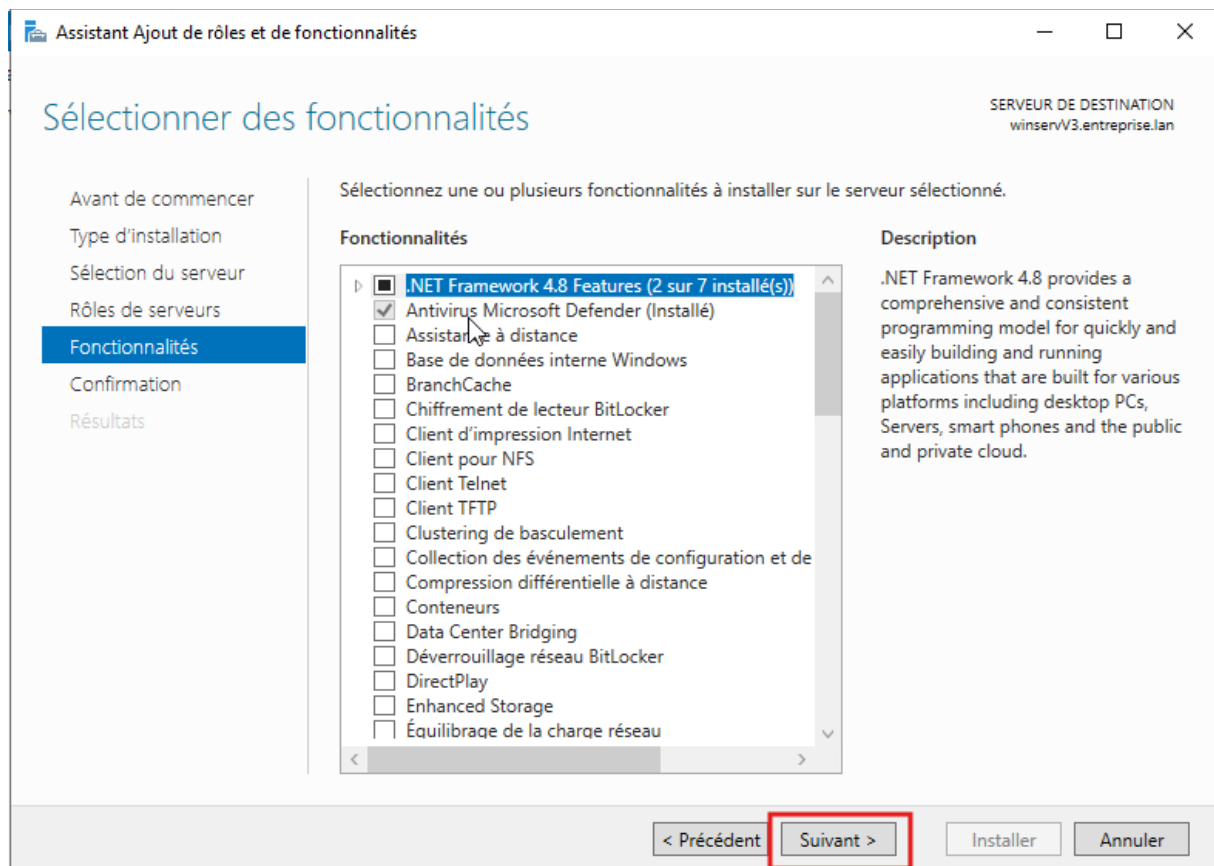 Assistant Ajout de rôles et de fonctionnalités
Sélectionner des fonctionnalités
SERVEUR DE DESTINATION
winservV3.entreprise.lan
Avant de commencer
Type d'installation
Sélection du serveur
Rôles de serveurs
Fonctionnalités
Confirmation
Résultats
Sélectionnez une ou plusieurs fonctionnalités à installer sur le serveur sélectionné.
Fonctionnalités
.NET Framework 4.8 Features (2 sur 7 installé(s))
Antivirus Microsoft Defender (Installé)
Assistance à distance
Base de données interne Windows
BranchCache
Chiffrement de lecteur BitLocker
Client d'impression Internet
Client pour NFS
Client Telnet
Client TFTP
Clustering de basculement
Collection des événements de configuration et de
Compression différentielle à distance
Conteneurs
Data Center Bridging
Déverrouillage réseau BitLocker
DirectPlay
Enhanced Storage
Équilibrage de la charge réseau
Description
.NET Framework 4.8 provides a
comprehensive and consistent
programming model for quickly and
easily building and running
applications that are built for various
platforms including desktop PCs,
Servers, smart phones and the public
and private cloud.
< Précédent
Suivant >
Installer
Annuler